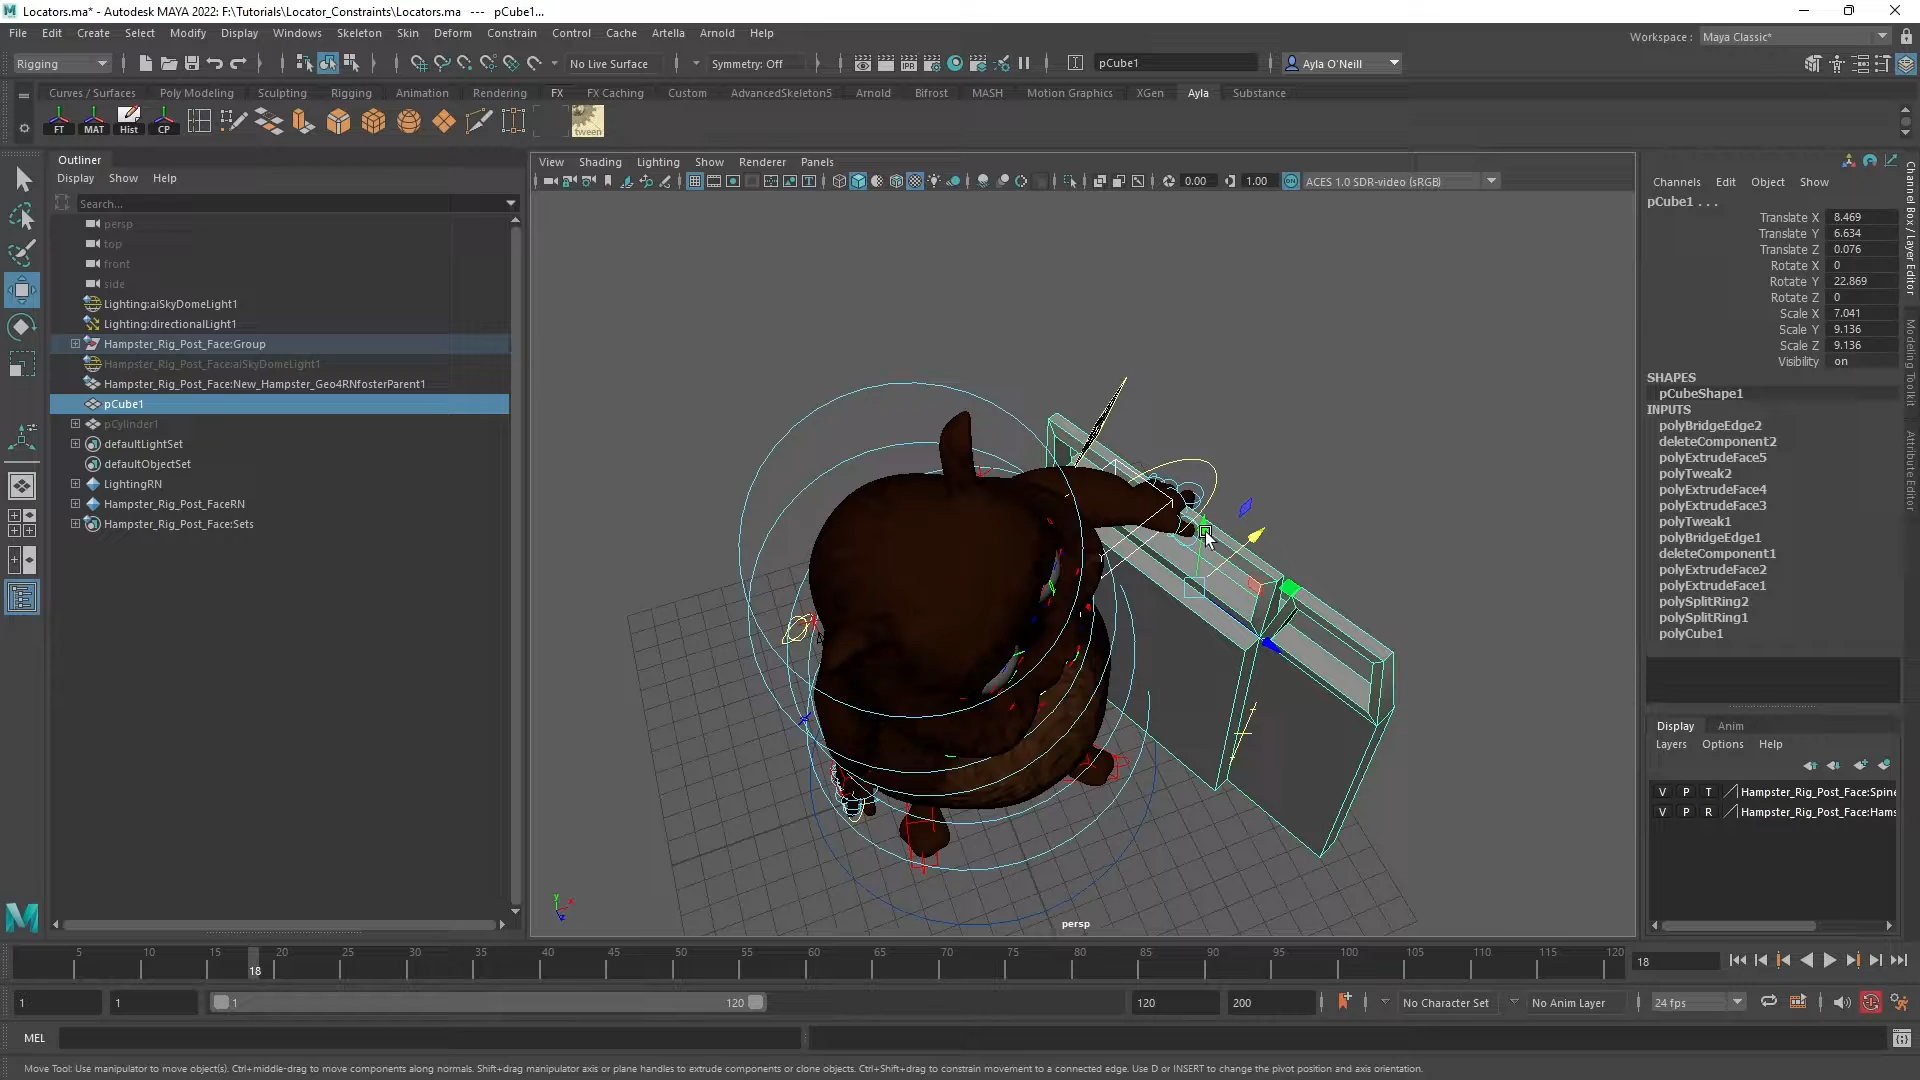 Locators.ma* - Autodesk MAYA 2022: F:\Tutorials\Locator_Constraints\Locators.ma --- pCube1...
File Edit Create Select Modify Display Windows Skeleton Skin Deform Constrain Control Cache Artella Arnold Help
Workspace : Maya Classic*
Rigging No Live Surface Symmetry: Off pCube1 Ayla O'Neill
Curves / Surfaces Poly Modeling Sculpting Rigging Animation Rendering FX FX Caching Custom AdvancedSkeleton5 Arnold Bifrost MASH Motion Graphics XGen Ayla Substance
FT MAT Hist CP tween
Outliner
Display Show Help
Search...
persp
top
front
side
Lighting:aiSkyDomeLight1
Lighting:directionalLight1
Hampster_Rig_Post_Face:Group
Hampster_Rig_Post_Face:aiSkyDomeLight1
Hampster_Rig_Post_Face:New_Hampster_Geo4RNfosterParent1
pCube1
pCylinder1
defaultLightSet
defaultObjectSet
LightingRN
Hampster_Rig_Post_FaceRN
Hampster_Rig_Post_Face:Sets
View Shading Lighting Show Renderer Panels
0.00 1.00 ON ACES 1.0 SDR-video (sRGB)
persp
Channels Edit Object Show
pCube1 . . .
Translate X 8.469
Translate Y 6.634
Translate Z 0.076
Rotate X 0
Rotate Y 22.869
Rotate Z 0
Scale X 7.041
Scale Y 9.136
Scale Z 9.136
Visibility on
SHAPES
pCubeShape1
INPUTS
polyBridgeEdge2
deleteComponent2
polyExtrudeFace5
polyTweak2
polyExtrudeFace4
polyExtrudeFace3
polyTweak1
polyBridgeEdge1
deleteComponent1
polyExtrudeFace2
polyExtrudeFace1
polySplitRing2
polySplitRing1
polyCube1
Display Anim
Layers Options Help
V P T Hampster_Rig_Post_Face:Spine
V P R Hampster_Rig_Post_Face:Hams
Channel Box / Layer Editor
Modeling Toolkit
Attribute Editor
5 10 15 20 25 30 35 40 45 50 55 60 65 70 75 80 85 90 95 100 105 110 115 120
18
18
1 1 1 120 120 200 No Character Set No Anim Layer 24 fps
MEL
Move Tool: Use manipulator to move object(s). Ctrl+middle-drag to move components along normals. Shift+drag manipulator axis or plane handles to extrude components or clone objects. Ctrl+Shift+drag to constrain movement to a connected edge. Use D or INSERT to change the pivot position and axis orientation.